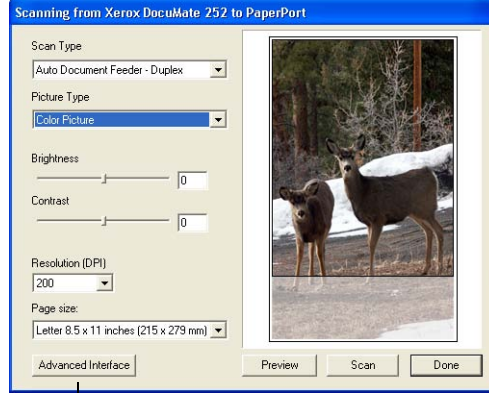 Scanning from Xerox DocuMate 252 to PaperPort
Scan Type
Auto Document Feeder - Duplex
Picture Type
Color Picture
Brightness
0
Contrast
0
Resolution (DPI)
200
Page size:
Letter 8.5 x 11 inches (215 x 279 mm)
Advanced Interface
Preview
Scan
Done